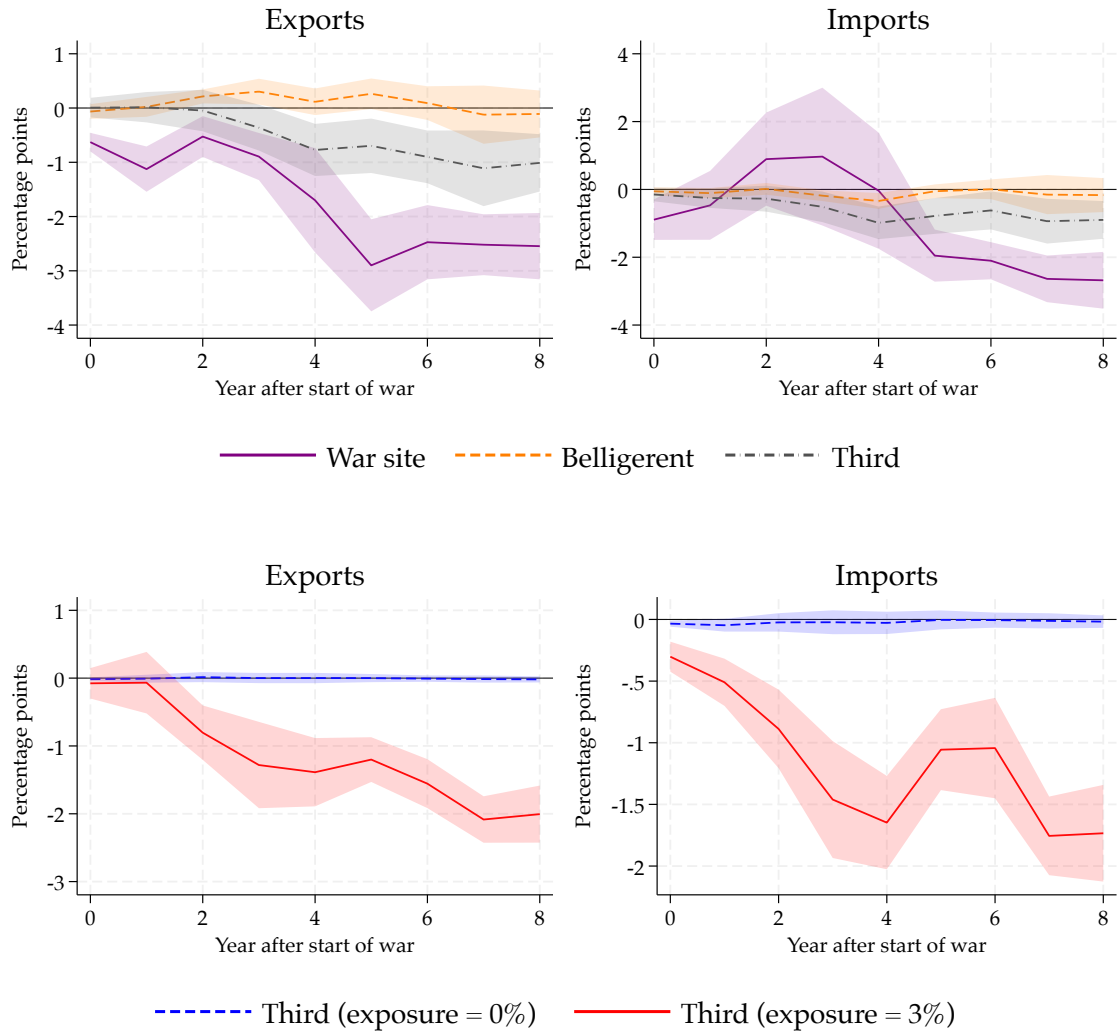 Exports
Percentage points
1
0
-1
-2
-3
-4
0 2 4 6 8
Year after start of war
Imports
Percentage points
4
2
0
-2
-4
0 2 4 6 8
Year after start of war
War site Belligerent Third
Exports
Percentage points
1
0
-1
-2
-3
0 2 4 6 8
Year after start of war
Imports
Percentage points
0
-.5
-1
-1.5
-2
0 2 4 6 8
Year after start of war
Third (exposure = 0%) Third (exposure = 3%)